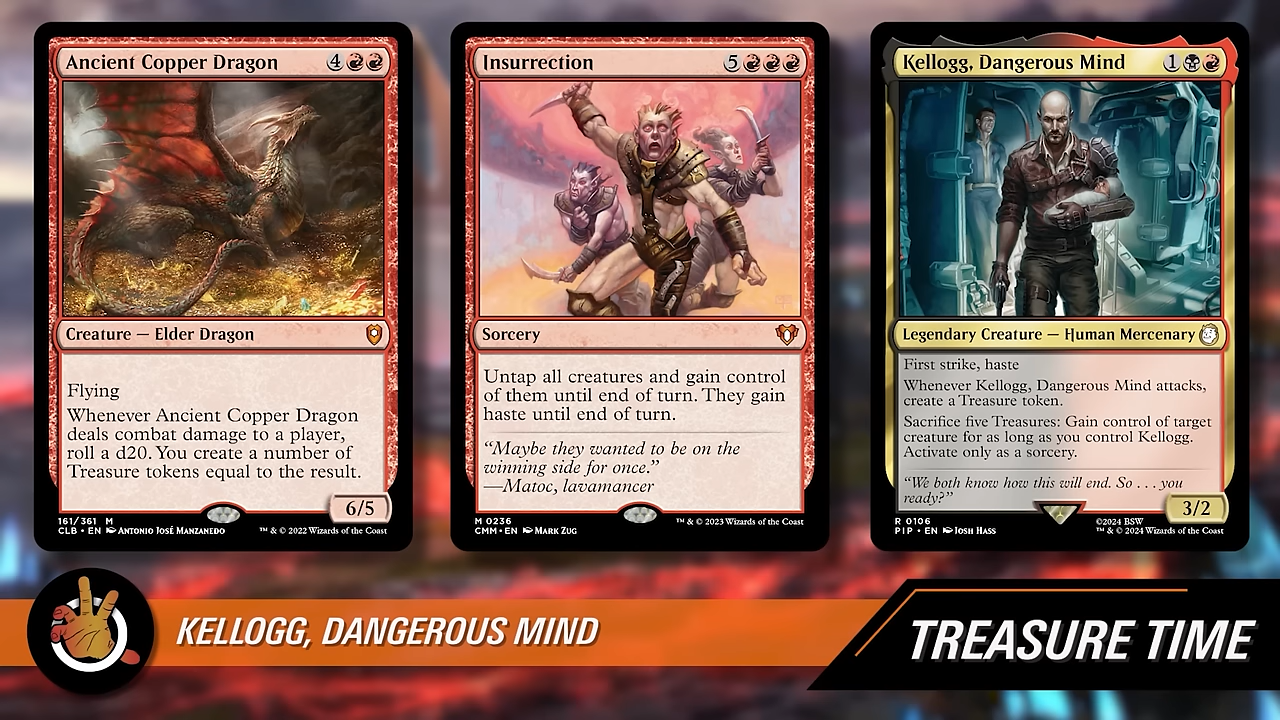 Ancient Copper Dragon 4
Creature — Elder Dragon
Flying
Whenever Ancient Copper Dragon
deals combat damage to a player,
roll a d20. You create a number of
Treasure tokens equal to the result.
6/5
161/361 M
CLB • EN Antonio José Manzanedo
™ & © 2022 Wizards of the Coast
Insurrection 5
Sorcery
Untap all creatures and gain control
of them until end of turn. They gain
haste until end of turn.
“Maybe they wanted to be on the
winning side for once.”
—Matoc, lavamancer
M 0236
CMM • EN Mark Zug
™ & © 2023 Wizards of the Coast
Kellogg, Dangerous Mind 1
Legendary Creature — Human Mercenary
First strike, haste
Whenever Kellogg, Dangerous Mind attacks,
create a Treasure token.
Sacrifice five Treasures: Gain control of target
creature for as long as you control Kellogg.
Activate only as a sorcery.
“We both know how this will end. So . . . you
ready?”
3/2
R 0106
PIP • EN Josh Hass
©2024 BSW
™ & © 2024 Wizards of the Coast
KELLOGG, DANGEROUS MIND
TREASURE TIME